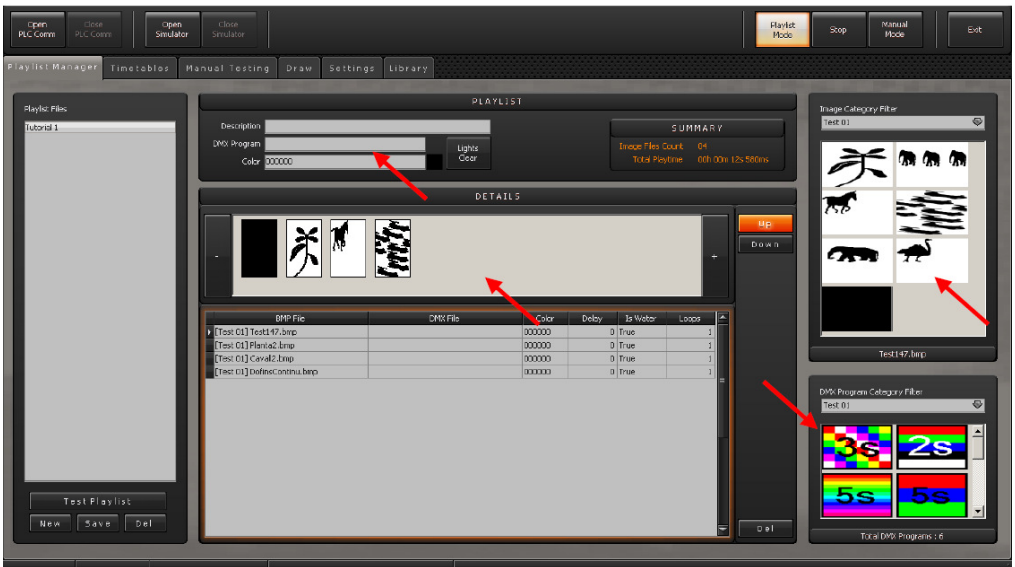 Open PLC Comm
Close PLC Comm
Open Simulator
Close Simulator
Playlist Mode
Stop
Manual Mode
Exit
Playlist Manager Timetables Manual Testing Draw Settings Library
Playlist Files
Tutorial 1
Test Playlist
New Save Del
PLAYLIST
Description
DMX Program
Color 000000
Lights Clear
SUMMARY
Image Files Count 04
Total Playtime 00h 00m 12s 560ms
DETAILS
-
+
Up
Down
BMP File DMX File Color Delay Is Water Loops
[Test 01] Test147.bmp 000000 0 True 1
[Test 01] Planta2.bmp 000000 0 True 1
[Test 01] Caval2.bmp 000000 0 True 1
[Test 01] DofinsContinu.bmp 000000 0 True 1
Del
Image Category Filter
Test 01
Test147.bmp
DMX Program Category Filter
Test 01
3s 2s
5s 5s
Total DMX Programs : 6